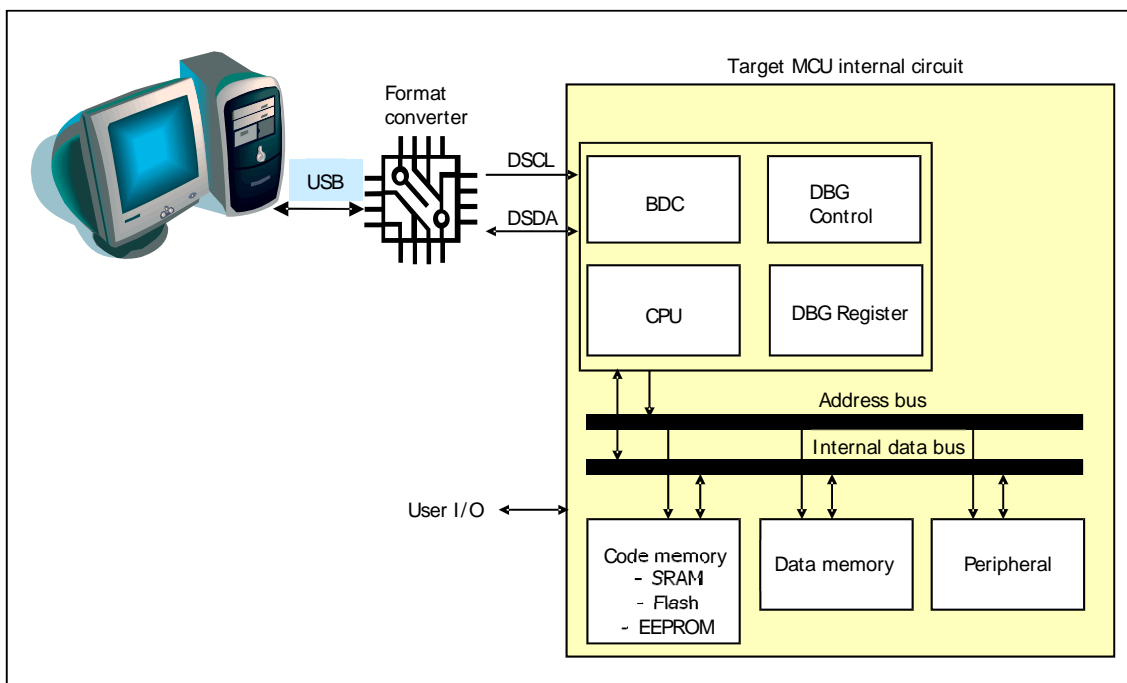 Target MCU internal circuit
Format
converter
USB
DSCL
DSDA
BDC
DBG
Control
CPU
DBG Register
Address bus
Internal data bus
User I/O
Code memory
- SRAM
- Flash
- EEPROM
Data memory
Peripheral